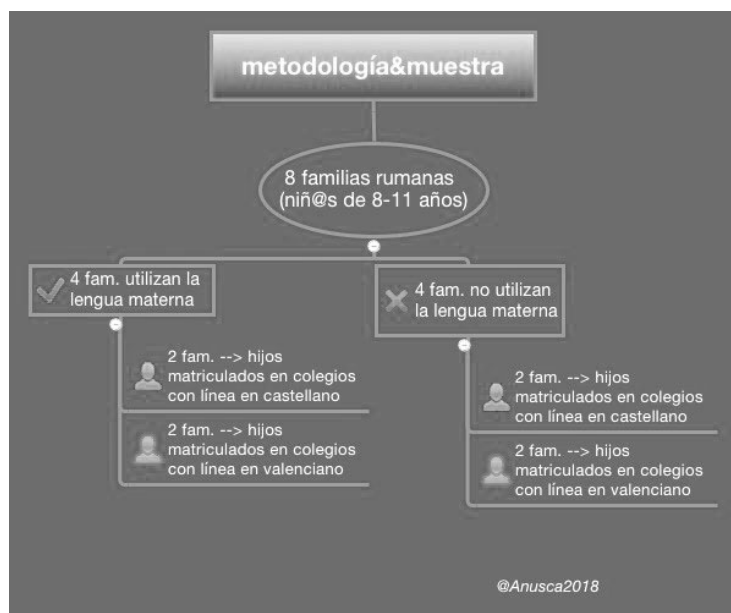 metodología&muestra
8 familias rumanas
(niñ@s de 8-11 años)
4 fam. utilizan la
lengua materna
2 fam. --> hijos
matriculados en colegios
con línea en castellano
2 fam. --> hijos
matriculados en colegios
con línea en valenciano
4 fam. no utilizan
la lengua materna
2 fam. --> hijos
matriculados en colegios
con línea en castellano
2 fam. --> hijos
matriculados en colegios
con línea en valenciano
@Anusca2018